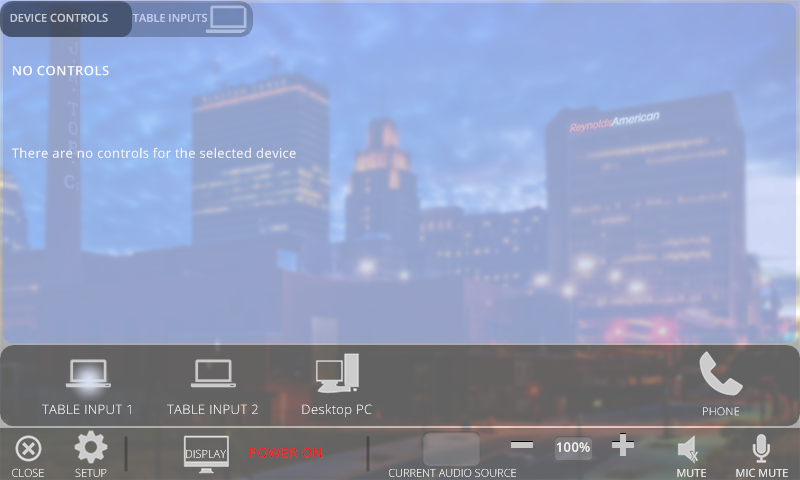 DEVICE CONTROLS
TABLE INPUTS
NO CONTROLS
ReynoldsAmerican
There are no controls for the selected device
TABLE INPUT 1
TABLE INPUT 2
Desktop PC
PHONE
DISPLAY
POWER ON
100%
CLOSE
SETUP
CURRENT AUDIO SOURCE
MUTE
MIC MUTE